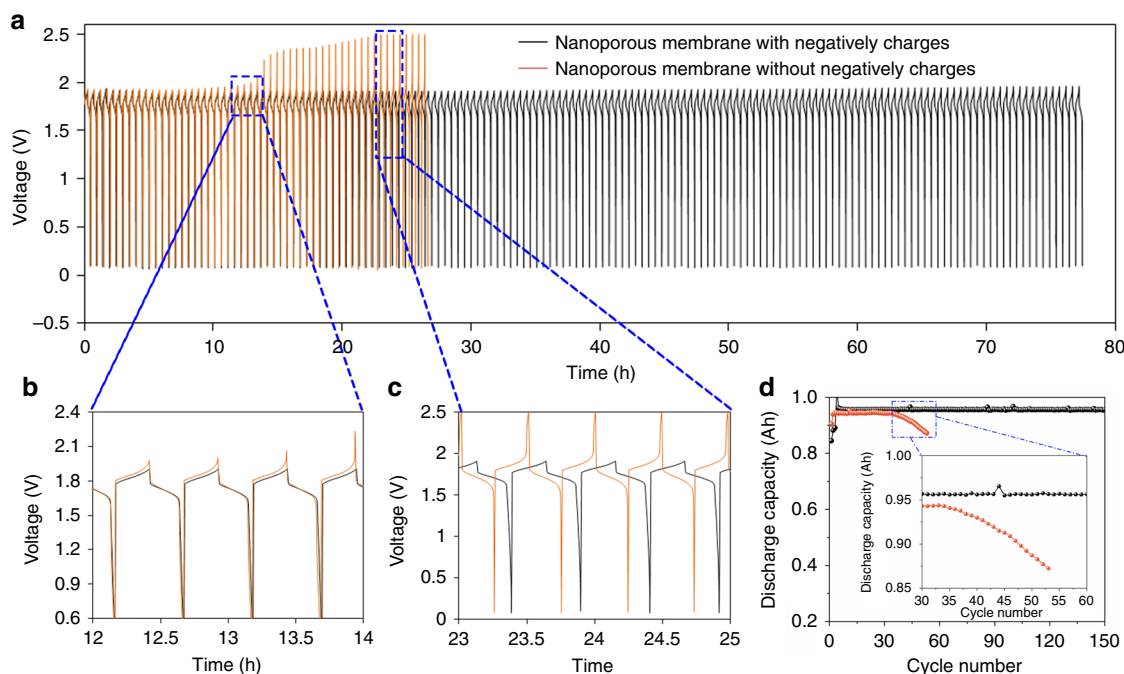 a
2.5
2
1.5
1
0.5
0
–0.5
Voltage (V)
Nanoporous membrane with negatively charges
Nanoporous membrane without negatively charges
0 10 20 30 40 50 60 70 80
Time (h)
b
2.4
2.1
1.8
1.5
1.2
0.9
0.6
Voltage (V)
12 12.5 13 13.5 14
Time (h)
c
2.5
2
1.5
1
0.5
0
Voltage (V)
23 23.5 24 24.5 25
Time
d
1.0
0.8
0.6
0.4
0.2
Discharge capacity (Ah)
1.00
0.95
0.90
0.85
Discharge capacity (Ah)
30 35 40 45 50 55 60
Cycle number
0 30 60 90 120 150
Cycle number